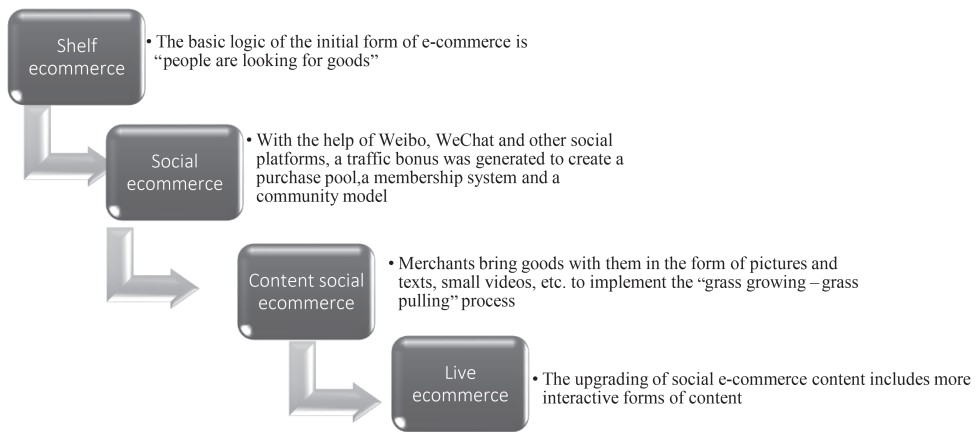 Shelf
ecommerce
• The basic logic of the initial form of e-commerce is
“people are looking for goods”
Social
ecommerce
• With the help of Weibo, WeChat and other social
platforms, a traffic bonus was generated to create a
purchase pool,a membership system and a
community model
Content social
ecommerce
• Merchants bring goods with them in the form of pictures and
texts, small videos, etc. to implement the “grass growing – grass
pulling” process
Live
ecommerce
• The upgrading of social e-commerce content includes more
interactive forms of content